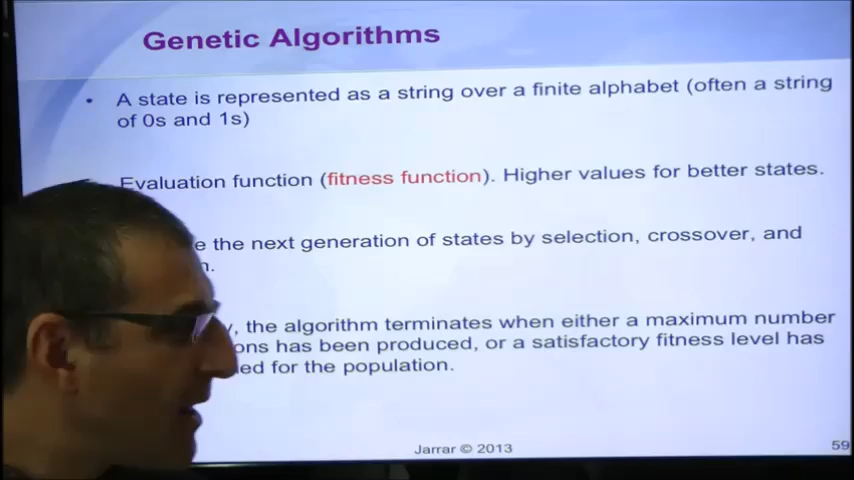 Genetic Algorithms
• A state is represented as a string over a finite alphabet (often a string
of 0s and 1s)
Evaluation function (fitness function). Higher values for better states.
the next generation of states by selection, crossover, and
the algorithm terminates when either a maximum number
has been produced, or a satisfactory fitness level has
for the population.
Jarrar © 2013
59